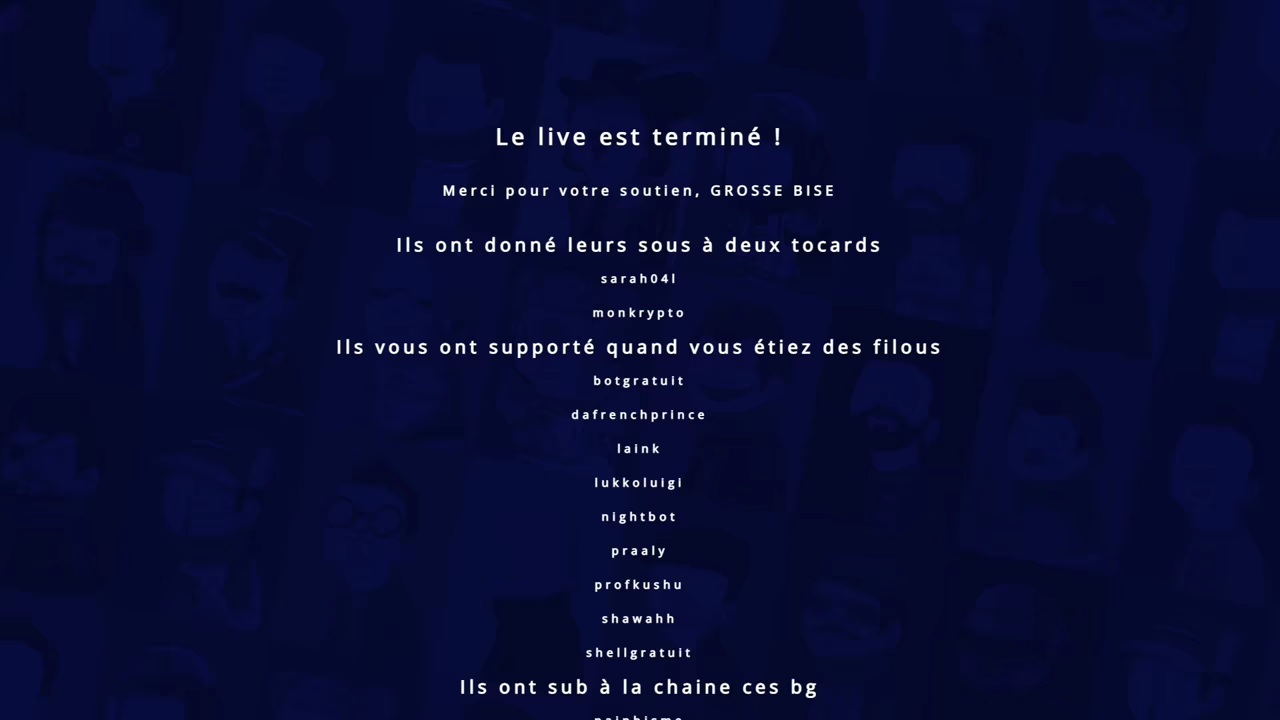 Le live est terminé !
Merci pour votre soutien, GROSSE BISE
Ils ont donné leurs sous à deux tocards
sarah04l
monkrypto
Ils vous ont supporté quand vous étiez des filous
botgratuit
dafrenchprince
laink
lukkoluigi
nightbot
praaly
profkushu
shawahh
shellgratuit
Ils ont sub à la chaine ces bg